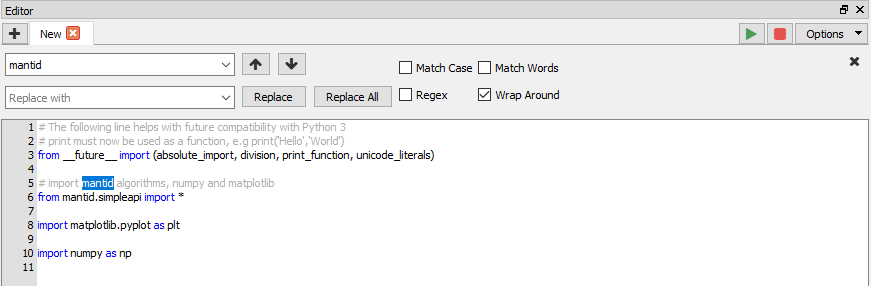 Editor
New
Options
mantid
Match Case
Match Words
Replace with
Replace
Replace All
Regex
Wrap Around
1 # The following line helps with future compatibility with Python 3
2 # print must now be used as a function, e.g print('Hello','World')
3 from __future__ import (absolute_import, division, print_function, unicode_literals)
4
5 # import mantid algorithms, numpy and matplotlib
6 from mantid.simpleapi import *
7
8 import matplotlib.pyplot as plt
9
10 import numpy as np
11